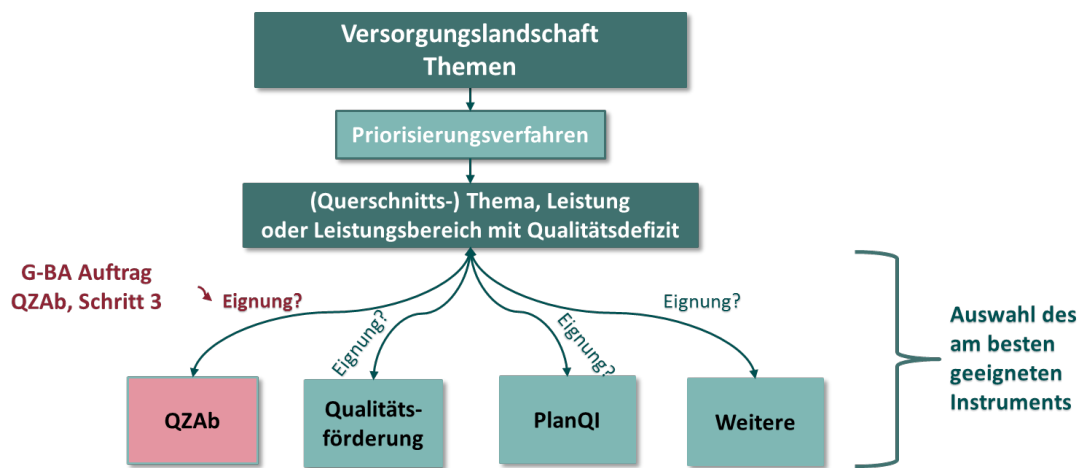 Versorgungslandschaft
Themen
Priorisierungsverfahren
(Querschnitts-) Thema, Leistung
oder Leistungsbereich mit Qualitätsdefizit
G-BA Auftrag
QZAb, Schritt 3
Eignung?
Eignung?
Eignung?
Eignung?
QZAb
Qualitäts-
förderung
PlanQI
Weitere
Auswahl des
am besten
geeigneten
Instruments